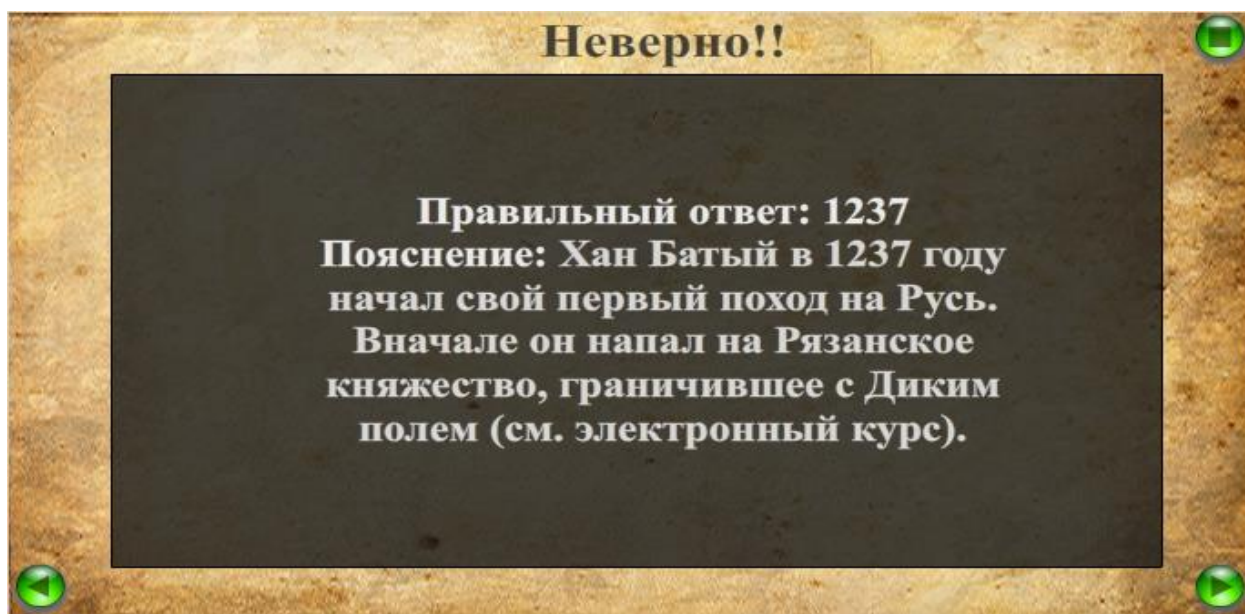 Неверно!!
Правильный ответ: 1237
Пояснение: Хан Батый в 1237 году
начал свой первый поход на Русь.
Вначале он напал на Рязанское
княжество, граничившее с Диким
полем (см. электронный курс).